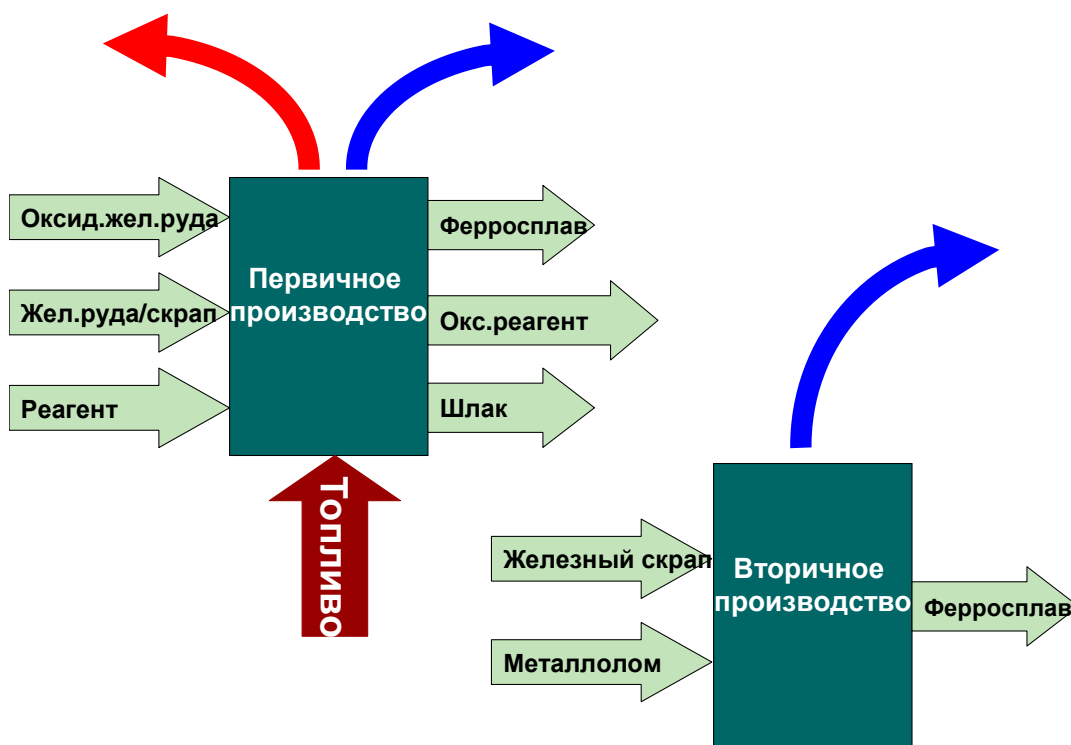 Оксид.жел.руда
Жел.руда/скрап
Реагент
Первичное
производство
Ферросплав
Окс.реагент
Шлак
Топливо
Железный скрап
Металлолом
Вторичное
производство
Ферросплав